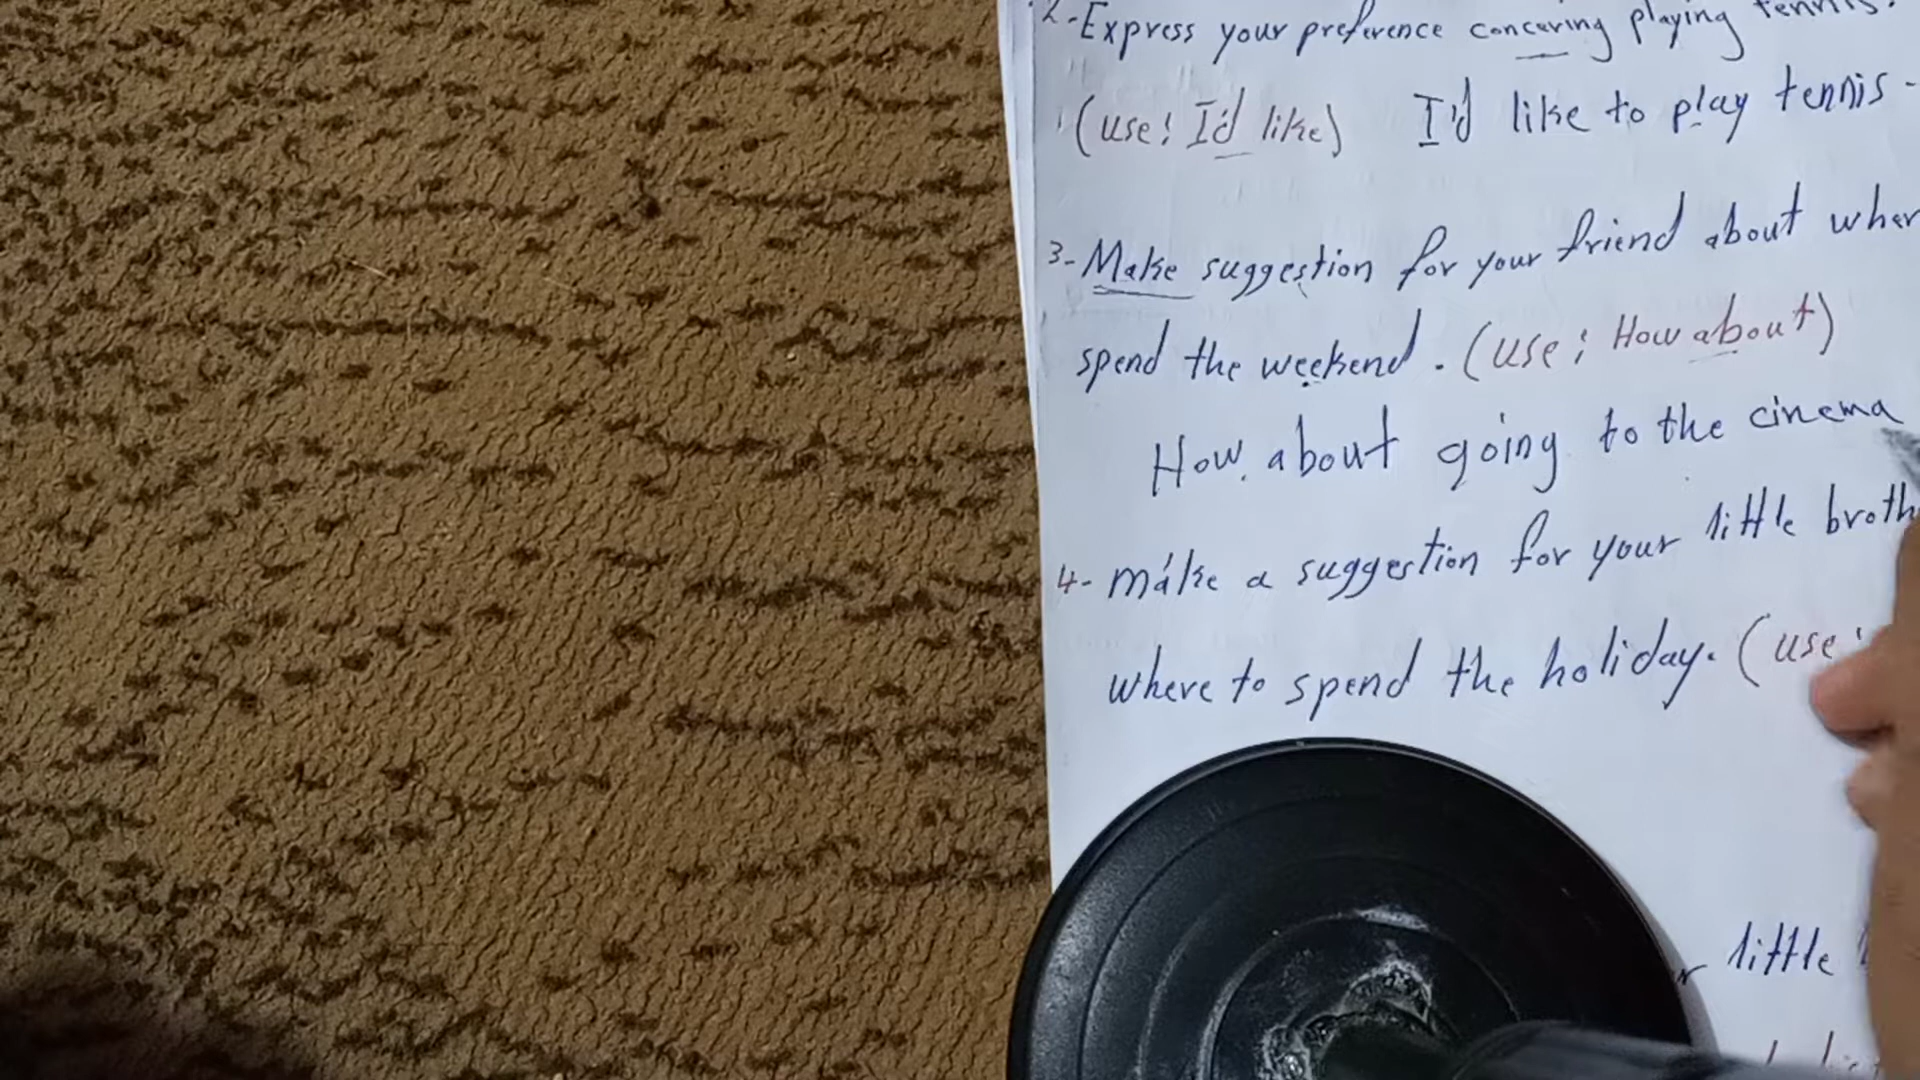 2-Express your preference concering playing tennis.
(use: I'd like) I'd like to play tennis-
3-Make suggestion for your friend about wher
spend the weekend. (use: How about)
How about going to the cinema
4- make a suggestion for your little broth
where to spend the holiday. (use:
little